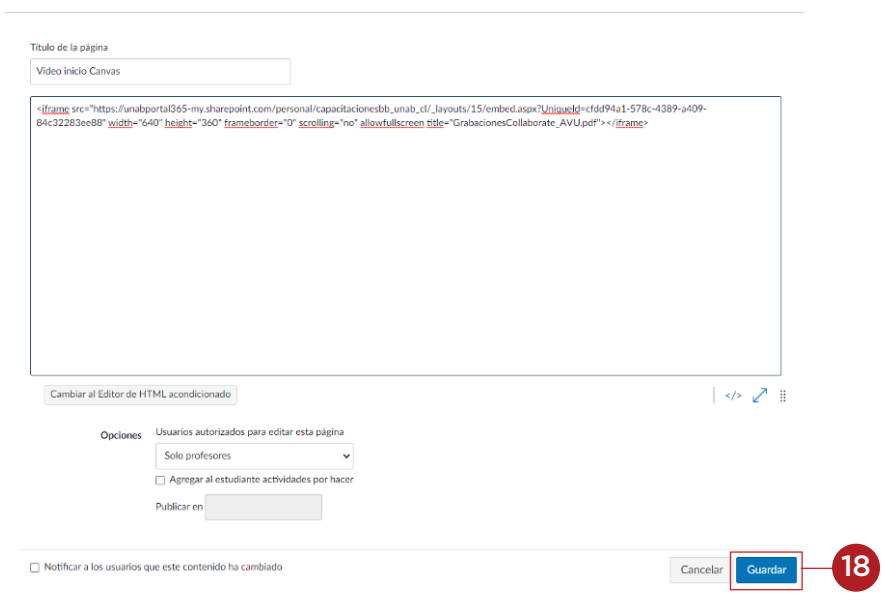 Título de la página
Video inicio Canvas
<iframe src="https://unabportal365-my.sharepoint.com/personal/capacitacionesbb_unab_cl/_layouts/15/embed.aspx?UniqueId=cfdd94a1-578c-4389-a409-
84c32283ee88" width="640" height="360" frameborder="0" scrolling="no" allowfullscreen title="GrabacionesCollaborate_AVU.pdf"></iframe>
Cambiar al Editor de HTML acondicionado
</>
Opciones
Usuarios autorizados para editar esta página
Solo profesores
Agregar al estudiante actividades por hacer
Publicar en
Notificar a los usuarios que este contenido ha cambiado
Cancelar
Guardar
18